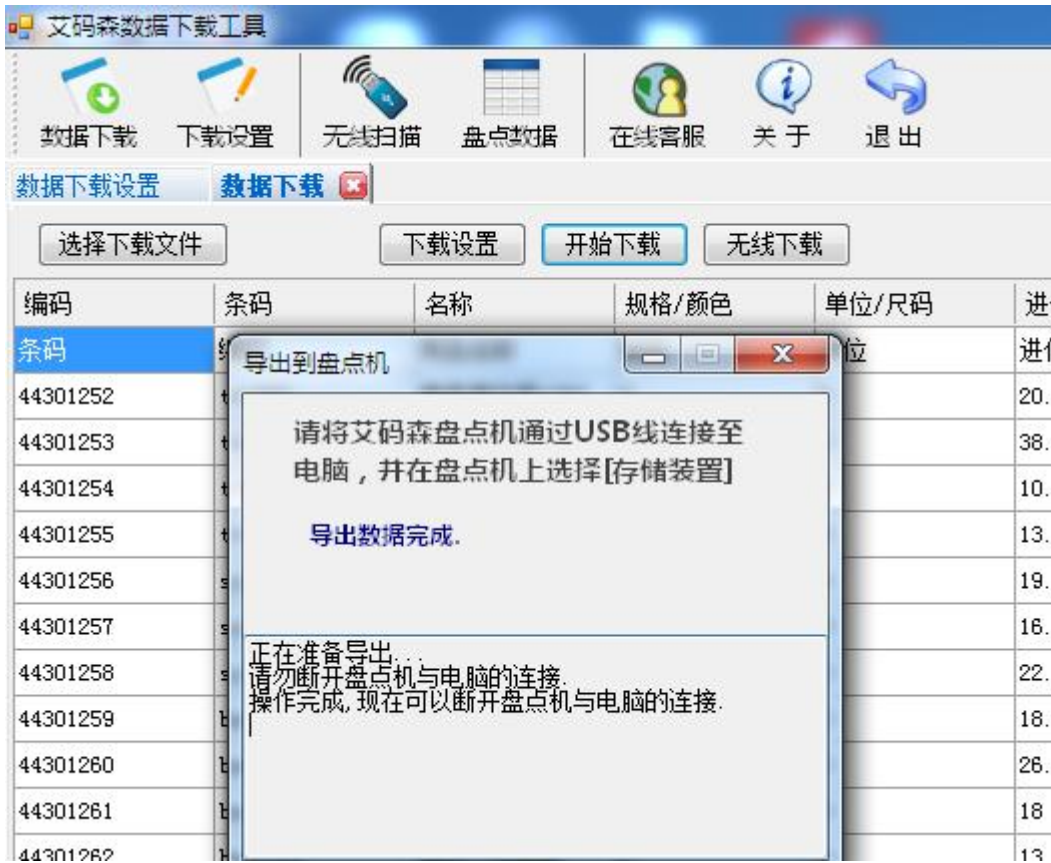 艾码森数据下载工具
数据下载 下载设置 无线扫描 盘点数据 在线客服 关于 退出
数据下载设置 数据下载
选择下载文件 下载设置 开始下载 无线下载
编码 条码 名称 规格/颜色 单位/尺码 进
条码
导出到盘点机
请将艾码森盘点机通过USB线连接至
电脑，并在盘点机上选择[存储装置]
导出数据完成.
正在准备导出...
请勿断开盘点机与电脑的连接.
操作完成,现在可以断开盘点机与电脑的连接.
44301252 20.
44301253 38.
44301254 10.
44301255 13.
44301256 19.
44301257 16.
44301258 22.
44301259 18.
44301260 26.
44301261 18
44301262 13